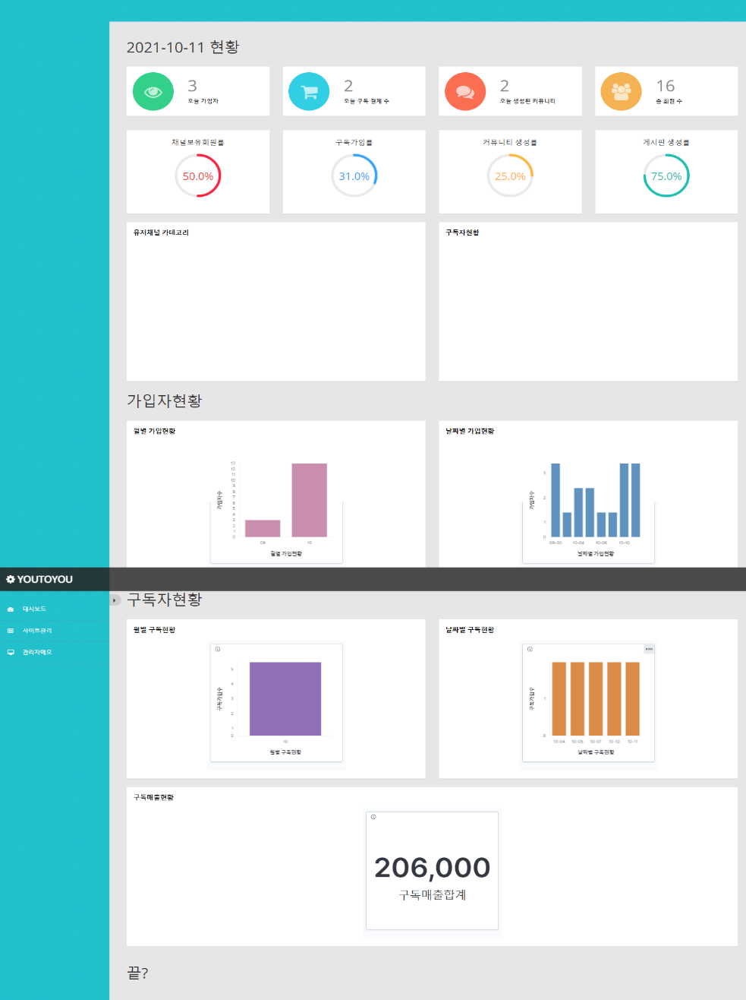 2021-10-11 현황
3
오늘 가입자
2
오늘 구독 결제 수
2
오늘 생성된 커뮤니티
16
총 회원 수
채널보유회원률
50.0%
구독가입률
31.0%
커뮤니티 생성률
25.0%
게시판 생성률
75.0%
유저채널 카테고리
구독자현황
가입자현황
월별 가입현황
가입자수
13
12
11
10
9
8
7
6
5
4
3
2
1
0
09
10
월별 가입현황
날짜별 가입현황
가입자수
3
2
1
0
09-30
10-04
10-06
10-10
날짜별 가입현황
YOUTOYOU
대시보드
사이트관리
관리자메모
구독자현황
월별 구독현황
구독가입수
5
4
3
2
1
0
10
월별 구독현황
날짜별 구독현황
구독가입수
1
0
10-04
10-05
10-07
10-10
10-11
날짜별 구독현황
구독매출현황
206,000
구독매출합계
끝?